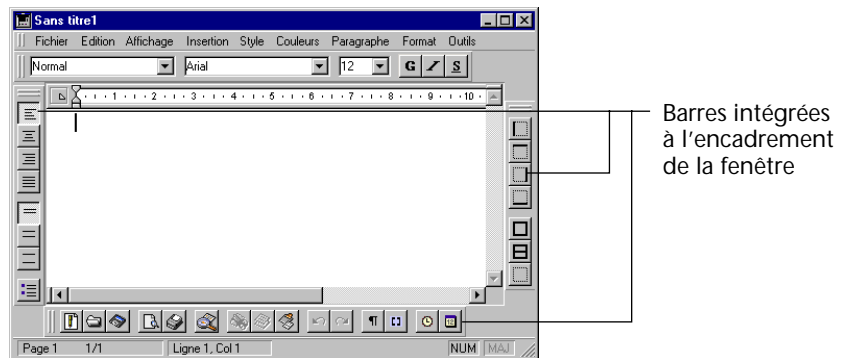 Sans titre1
Fichier Edition Affichage Insertion Style Couleurs Paragraphe Format Outils
Normal Arial 12 G I S
1 2 3 4 5 6 7 8 9 10
Barres intégrées
à l'encadrement
de la fenêtre
Page 1 1/1 Ligne 1, Col 1 NUM MAJ